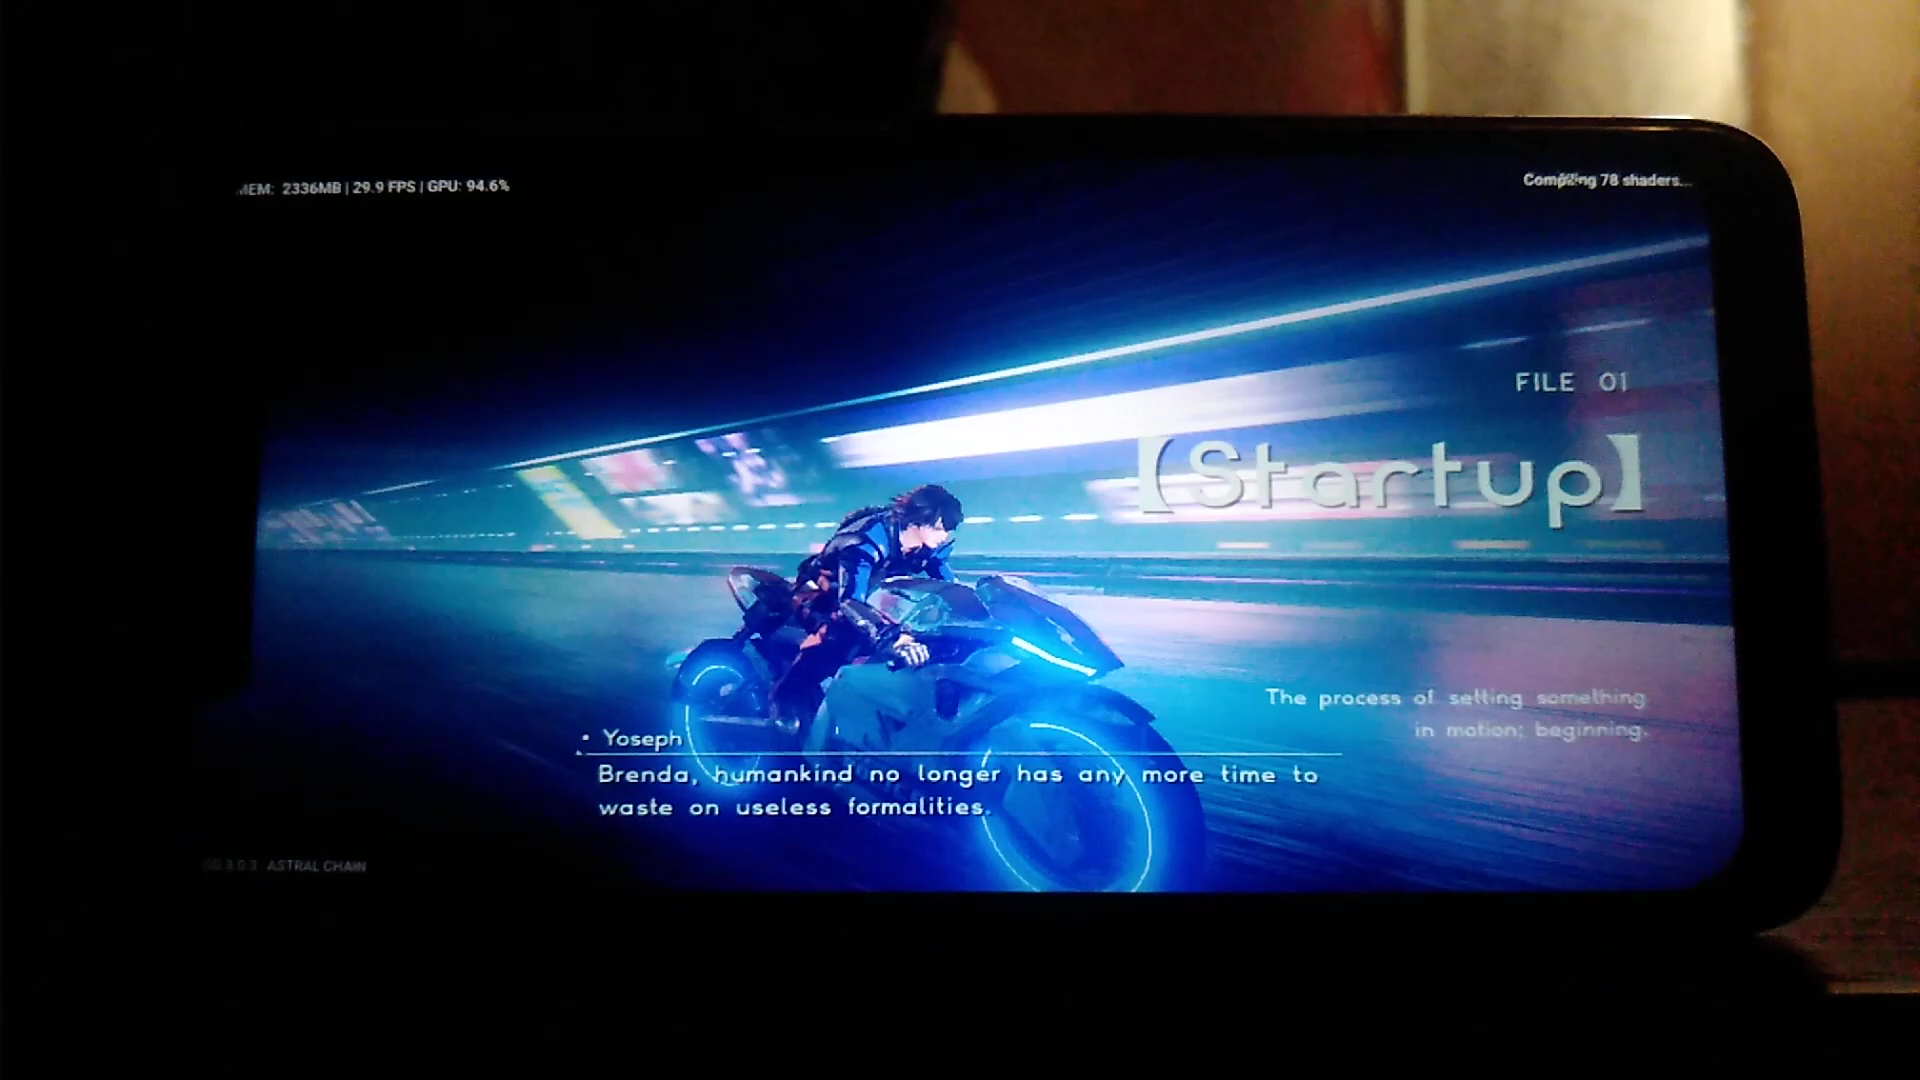 MEM: 2336MB | 29.9 FPS | GPU: 94.6%
Compiling 78 shaders...
FILE 01
【Startup】
The process of setting something
in motion; beginning.
• Yoseph
Brenda, humankind no longer has any more time to
waste on useless formalities.
ASTRAL CHAIN